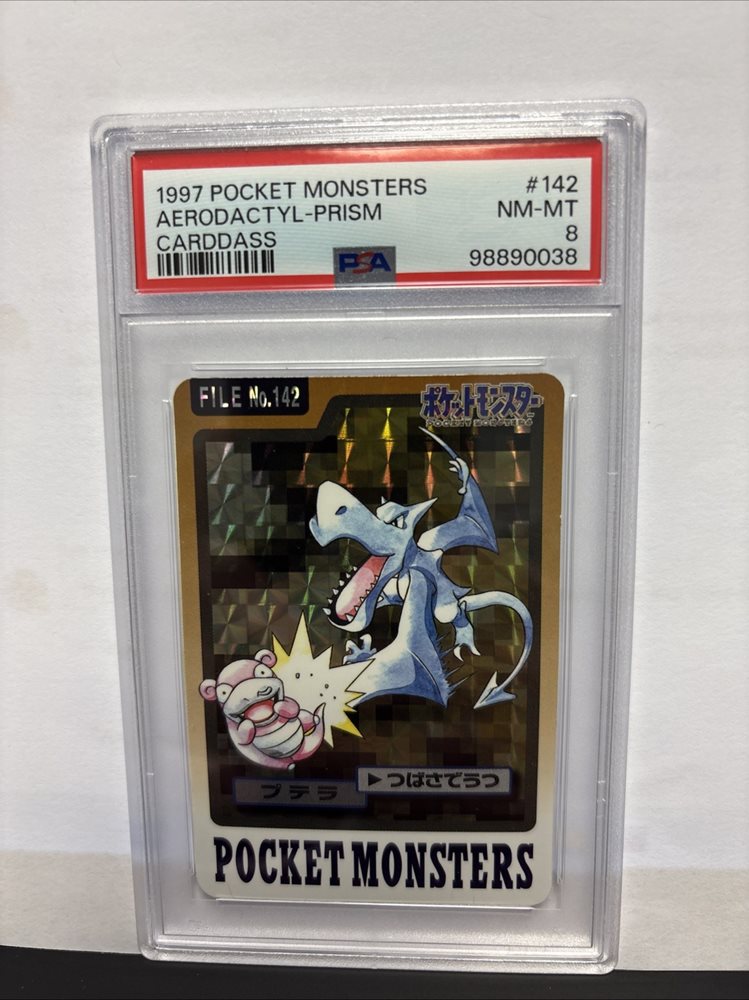 1997 POCKET MONSTERS #142
AERODACTYL-PRISM NM-MT
CARDDASS 8
PSA 98890038
FILE No.142
ポケットモンスター
POCKET MONSTERS
▶つばさでうつ
プテラ
POCKET MONSTERS